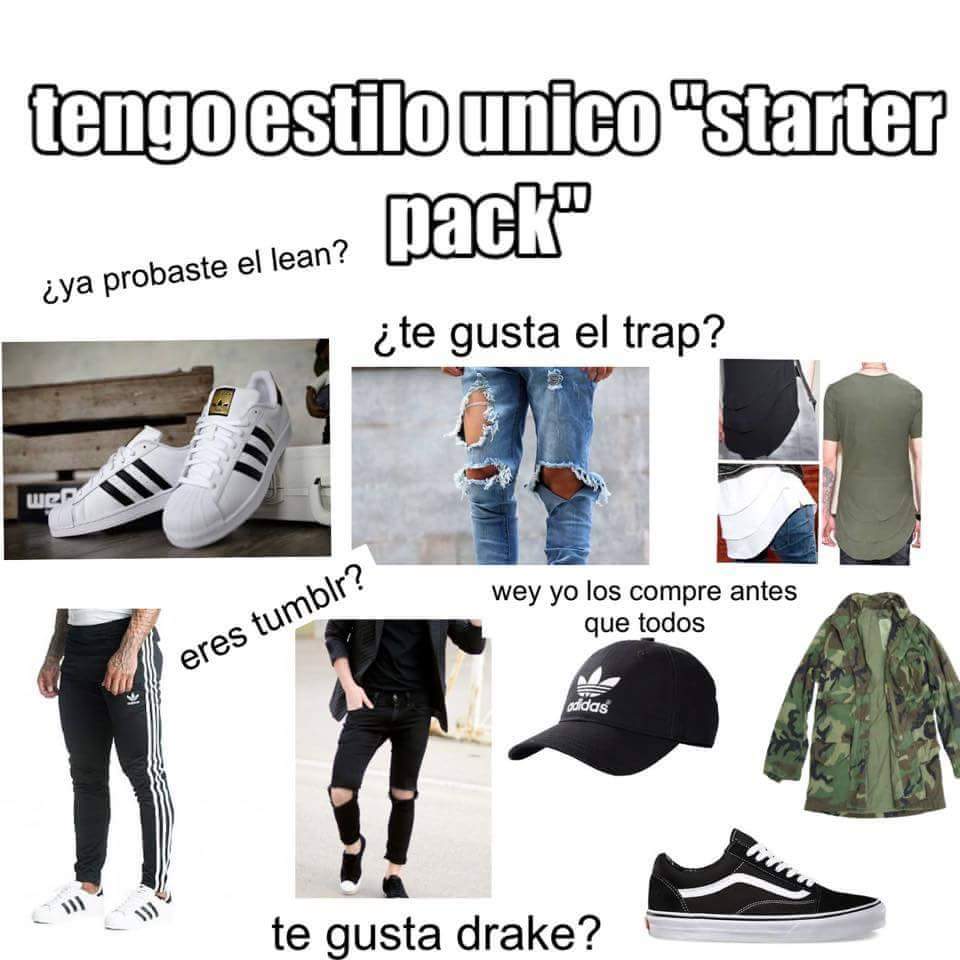 tengo estilo unico "starter
pack"
¿ya probaste el lean?
¿te gusta el trap?
eres tumblr?
wey yo los compre antes
que todos
adidas
te gusta drake?